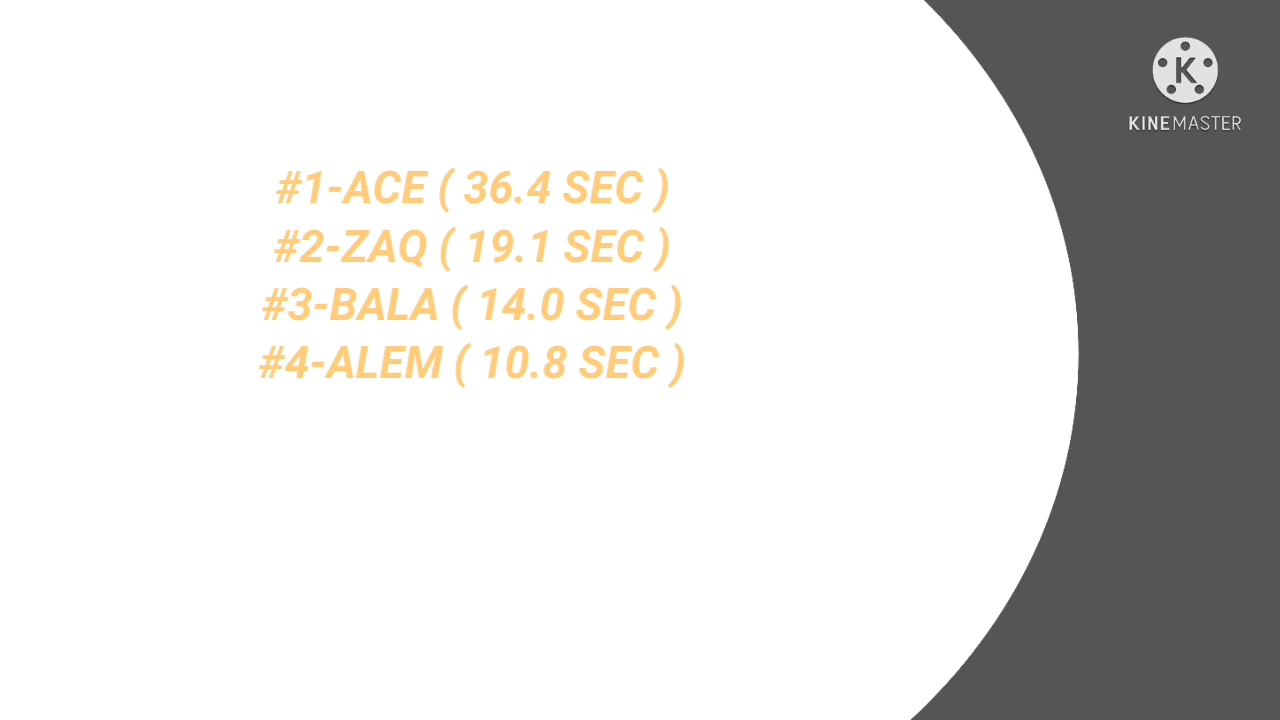 KINEMASTER
#1-ACE ( 36.4 SEC )
#2-ZAQ ( 19.1 SEC )
#3-BALA ( 14.0 SEC )
#4-ALEM ( 10.8 SEC )